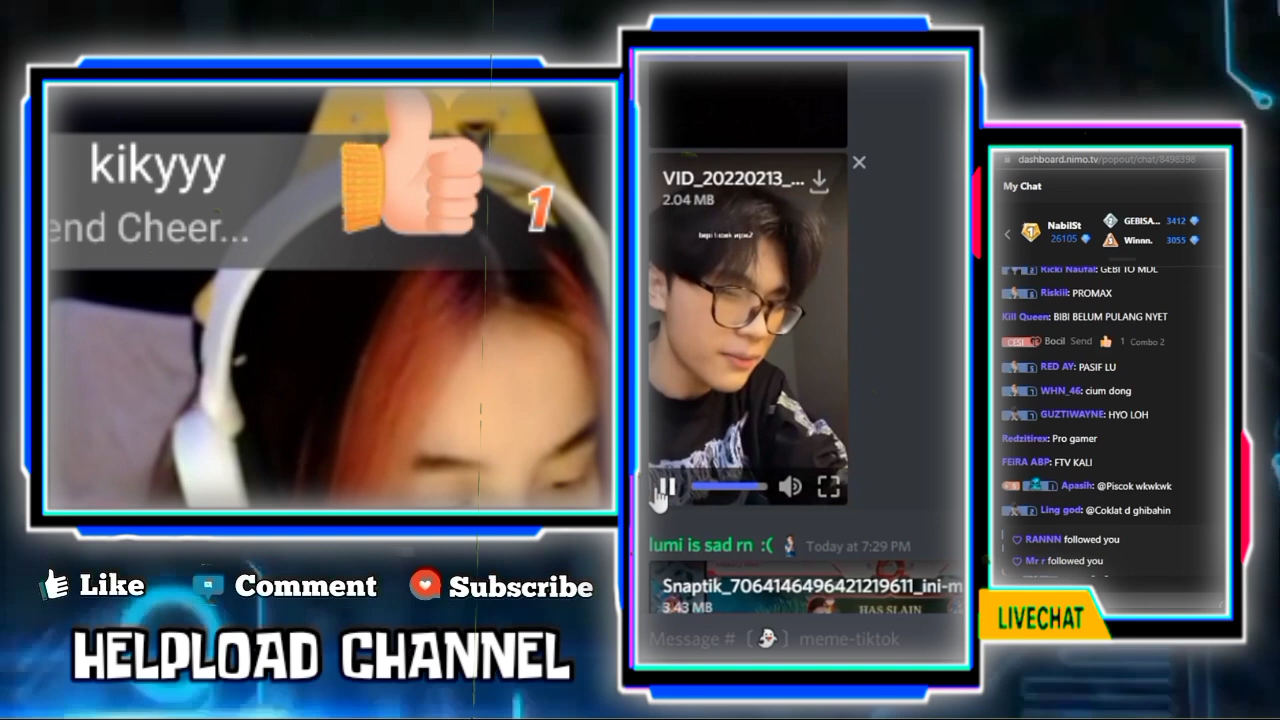 kikyyy
end Cheer...
1
Like
Comment
Subscribe
HELPLOAD CHANNEL
VID_20220213_...
2.04 MB
lumi is sad rn :(
Today at 7:29 PM
Snaptik_7064146496421219611_ini-m
3.43 MB
HAS SLAIN
Message # ( ) meme-tiktok
dashboard.nimo.tv/popout/chat/8498398
My Chat
NabilSt
26105
GEBISA... 3412
Winnn. 3055
Ricki Naufal: GEBI TO MDL
Riskiii: PROMAX
Kill Queen: BIBI BELUM PULANG NYET
CESI Bocil Send 1 Combo 2
RED AY: PASIF LU
WHN_46: cium dong
GUZTIWAYNE: HYO LOH
Redzitirex: Pro gamer
FEiRA ABP: FTV KALI
Apasih: @Piscok wkwkwk
Ling god: @Coklat d ghibahin
RANNN followed you
Mr r followed you
LIVECHAT